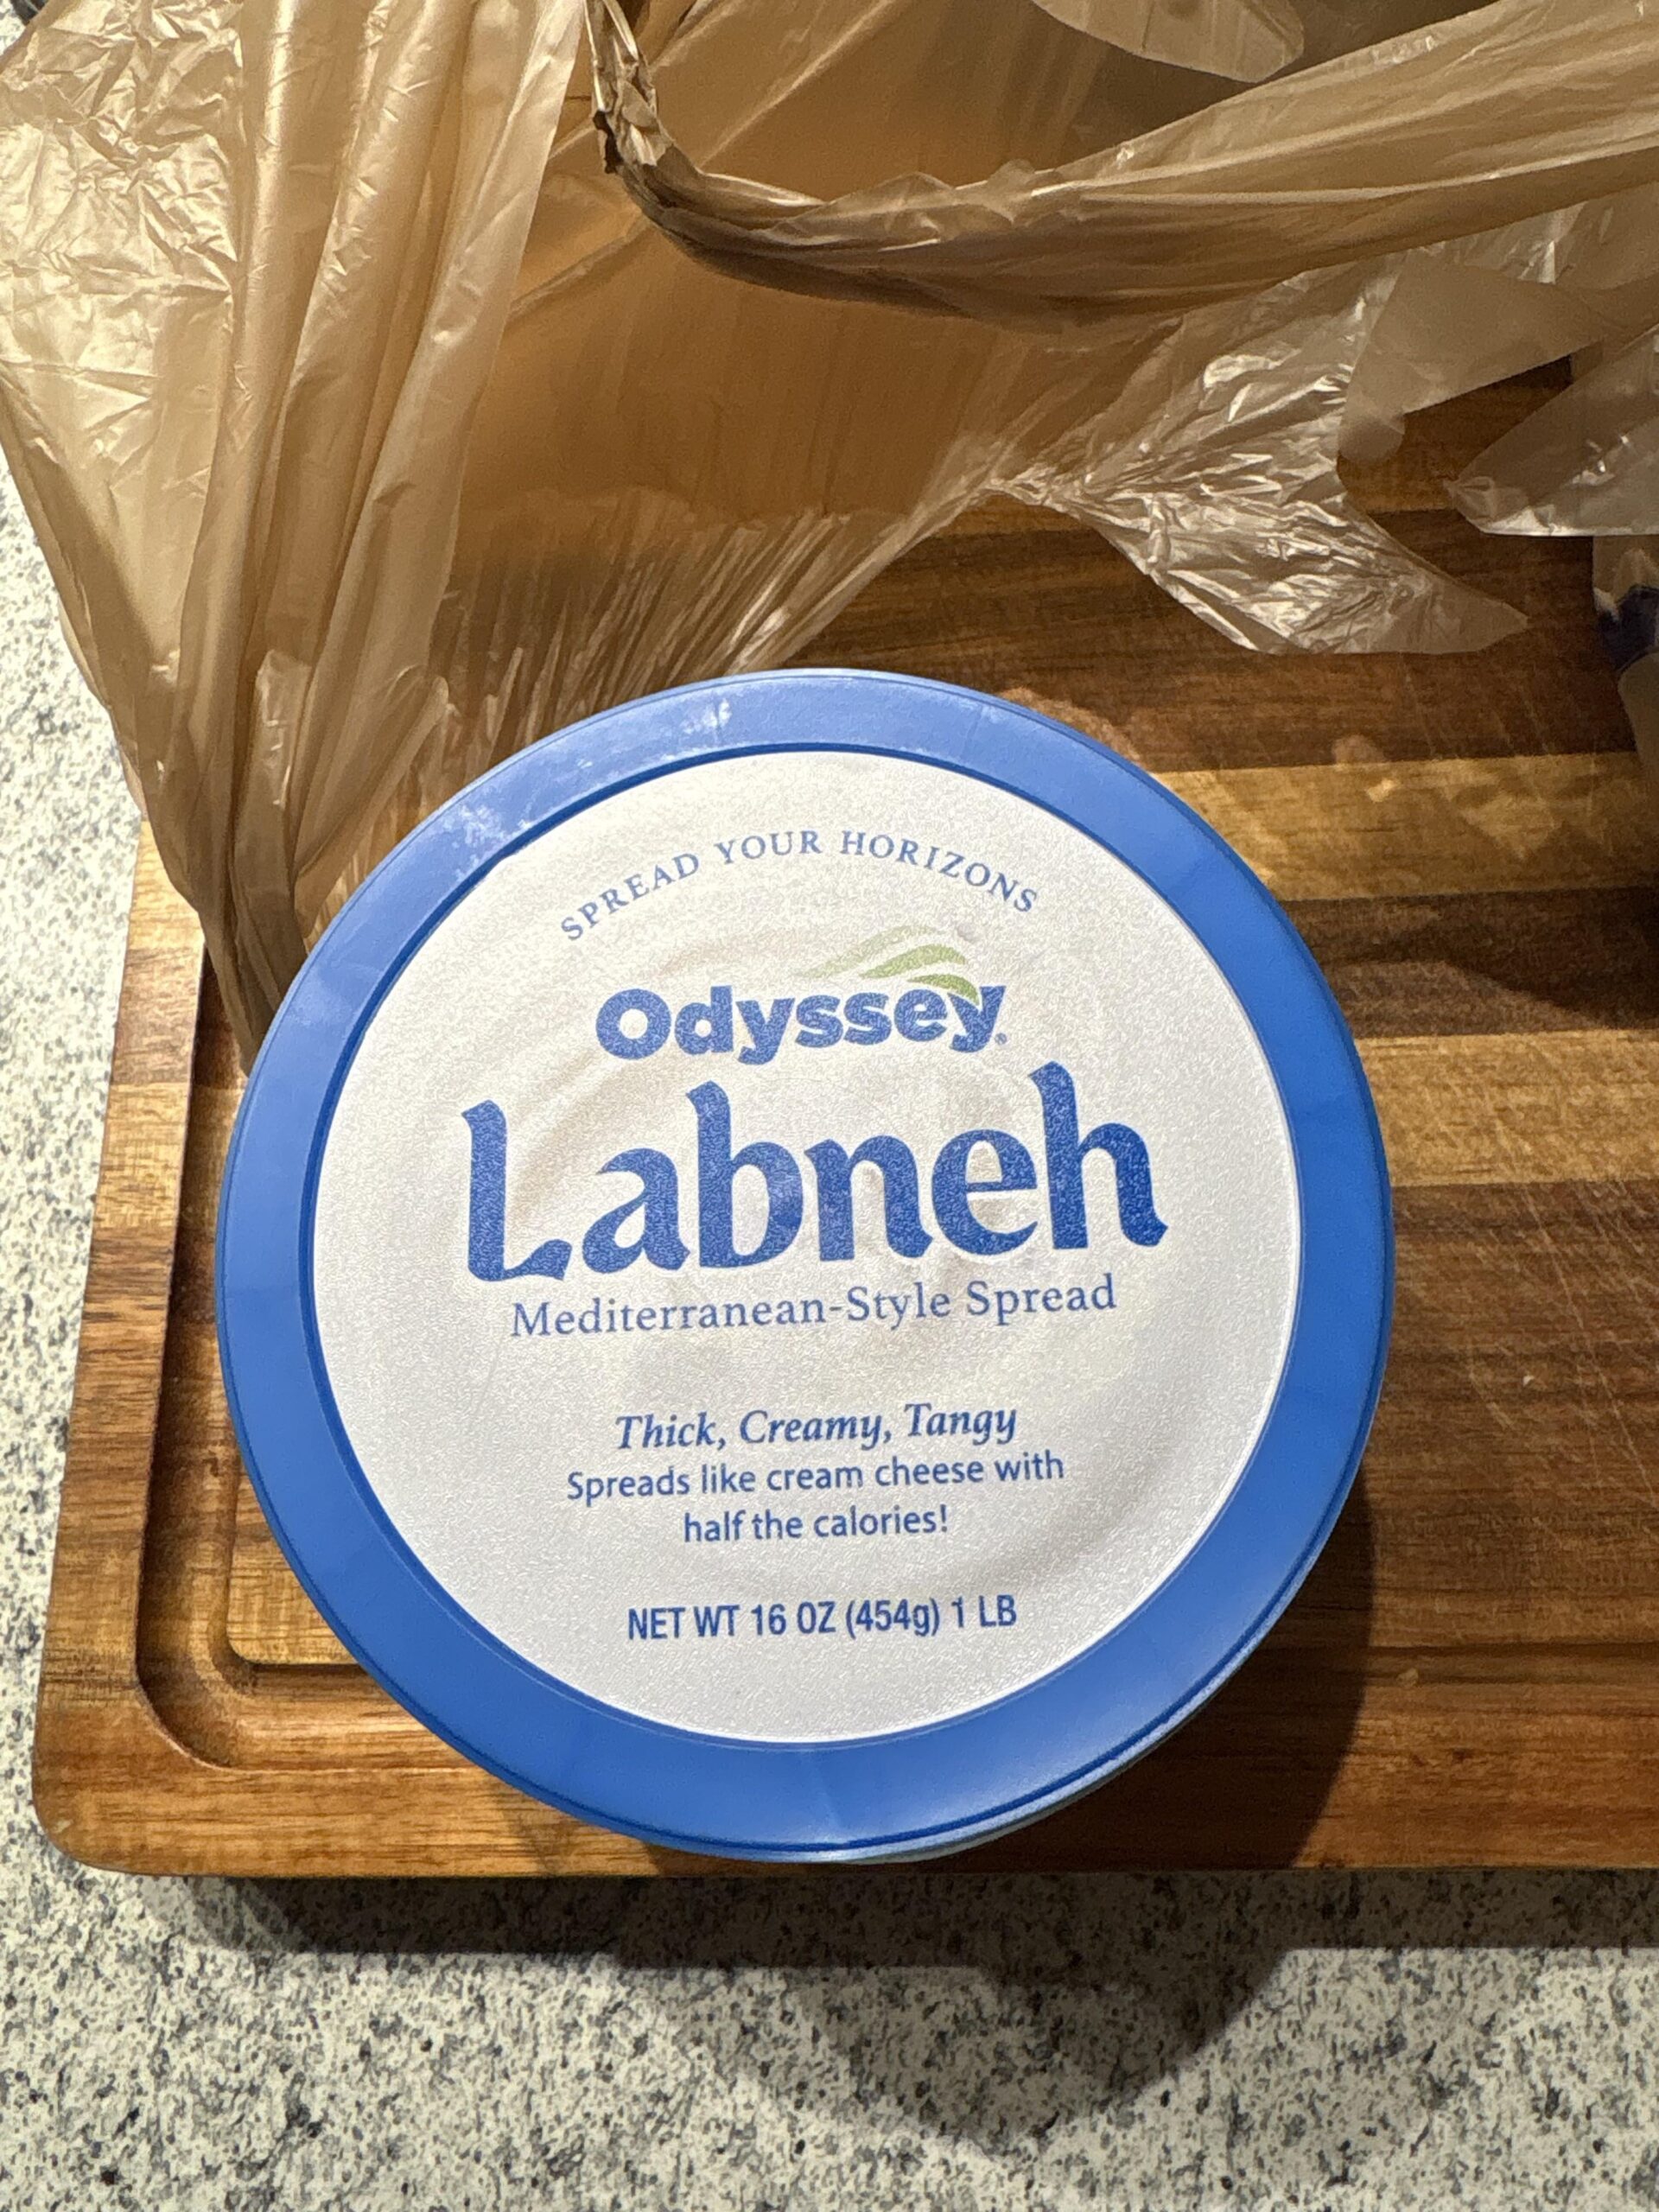 SPREAD YOUR HORIZONS
Odyssey®
Labneh
Mediterranean-Style Spread
Thick, Creamy, Tangy
Spreads like cream cheese with
half the calories!
NET WT 16 OZ (454g) 1 LB